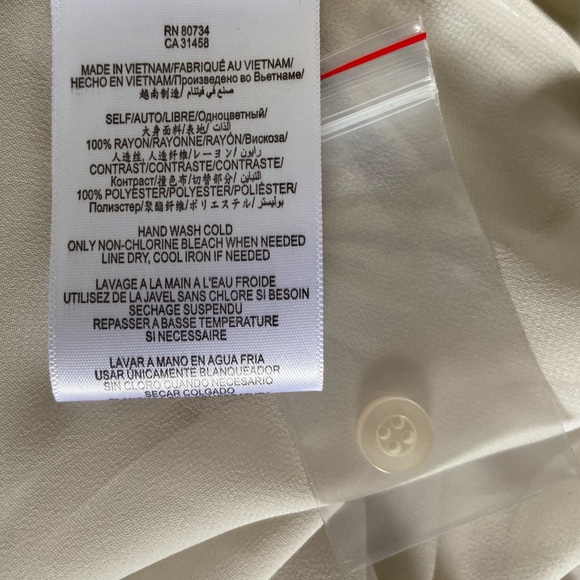 RN 80734
CA 31458
MADE IN VIETNAM/FABRIQUÉ AU VIETNAM/
HECHO EN VIETNAM/Произведено во Вьетнаме/
越南制造/ صنع في فيتنام/
SELF/AUTO/LIBRE/Одноцветный/
大身面料/表地/ الذات/
100% RAYON/RAYONNE/RAYÓN/Вискоза/
人造丝, 人造纤维/レーヨン/ رايون/
CONTRAST/CONTRASTE/CONTRASTE/
Контраст/撞色布/切替部分/ التباين/
100% POLYESTER/POLYESTER/POLIÉSTER/
Полиэстер/聚酯纤维/ポリエステル/ بوليستر/
HAND WASH COLD
ONLY NON-CHLORINE BLEACH WHEN NEEDED
LINE DRY, COOL IRON IF NEEDED
LAVAGE A LA MAIN A L'EAU FROIDE
UTILISEZ DE LA JAVEL SANS CHLORE SI BESOIN
SECHAGE SUSPENDU
REPASSER A BASSE TEMPERATURE
SI NECESSAIRE
LAVAR A MANO EN AGUA FRIA
USAR ÚNICAMENTE BLANQUEADOR
SIN CLORO CUANDO NECESARIO
SECAR COLGADO